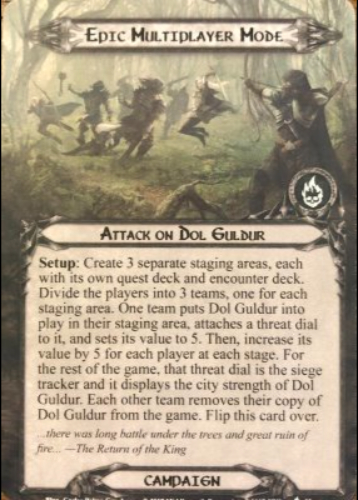 Epic Multiplayer Mode
Attack on Dol Guldur
Setup: Create 3 separate staging areas, each
with its own quest deck and encounter deck.
Divide the players into 3 teams, one for each
staging area. One team puts Dol Guldur into
play in their staging area, attaches a threat dial
to it, and sets its value to 5. Then, increase its
value by 5 for each player at each stage. For
the rest of the game, that threat dial is the siege
tracker and it displays the city strength of Dol
Guldur. Each other team removes their copy of
Dol Guldur from the game. Flip this card over.
...there was long battle under the trees and great ruin of
fire... —The Return of the King
Campaign